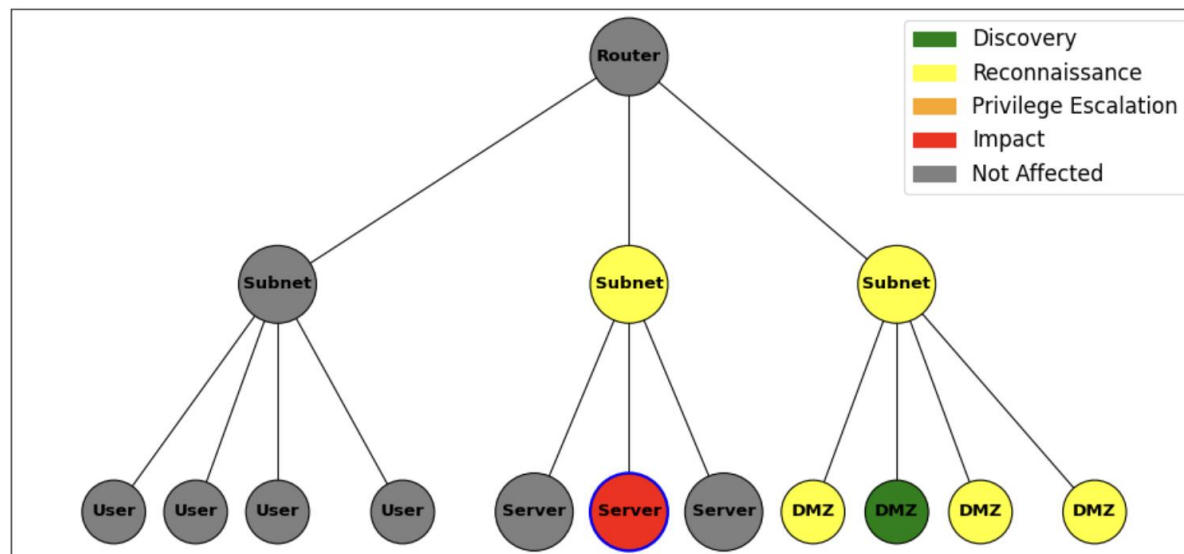 Router
Discovery
Reconnaissance
Privilege Escalation
Impact
Not Affected
Subnet
Subnet
Subnet
User
User
User
User
Server
Server
Server
DMZ
DMZ
DMZ
DMZ